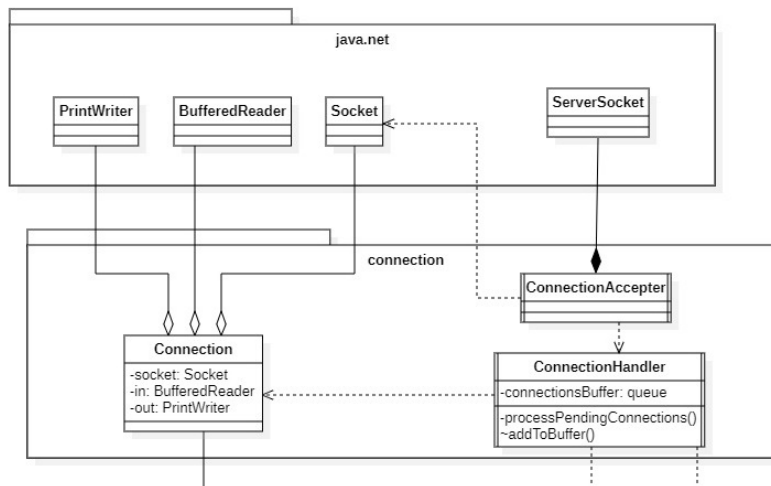 java.net
PrintWriter
BufferedReader
Socket
ServerSocket
connection
ConnectionAccepter
Connection
-socket: Socket
-in: BufferedReader
-out: PrintWriter
ConnectionHandler
-connectionsBuffer: queue
-processPendingConnections()
~addToBuffer()